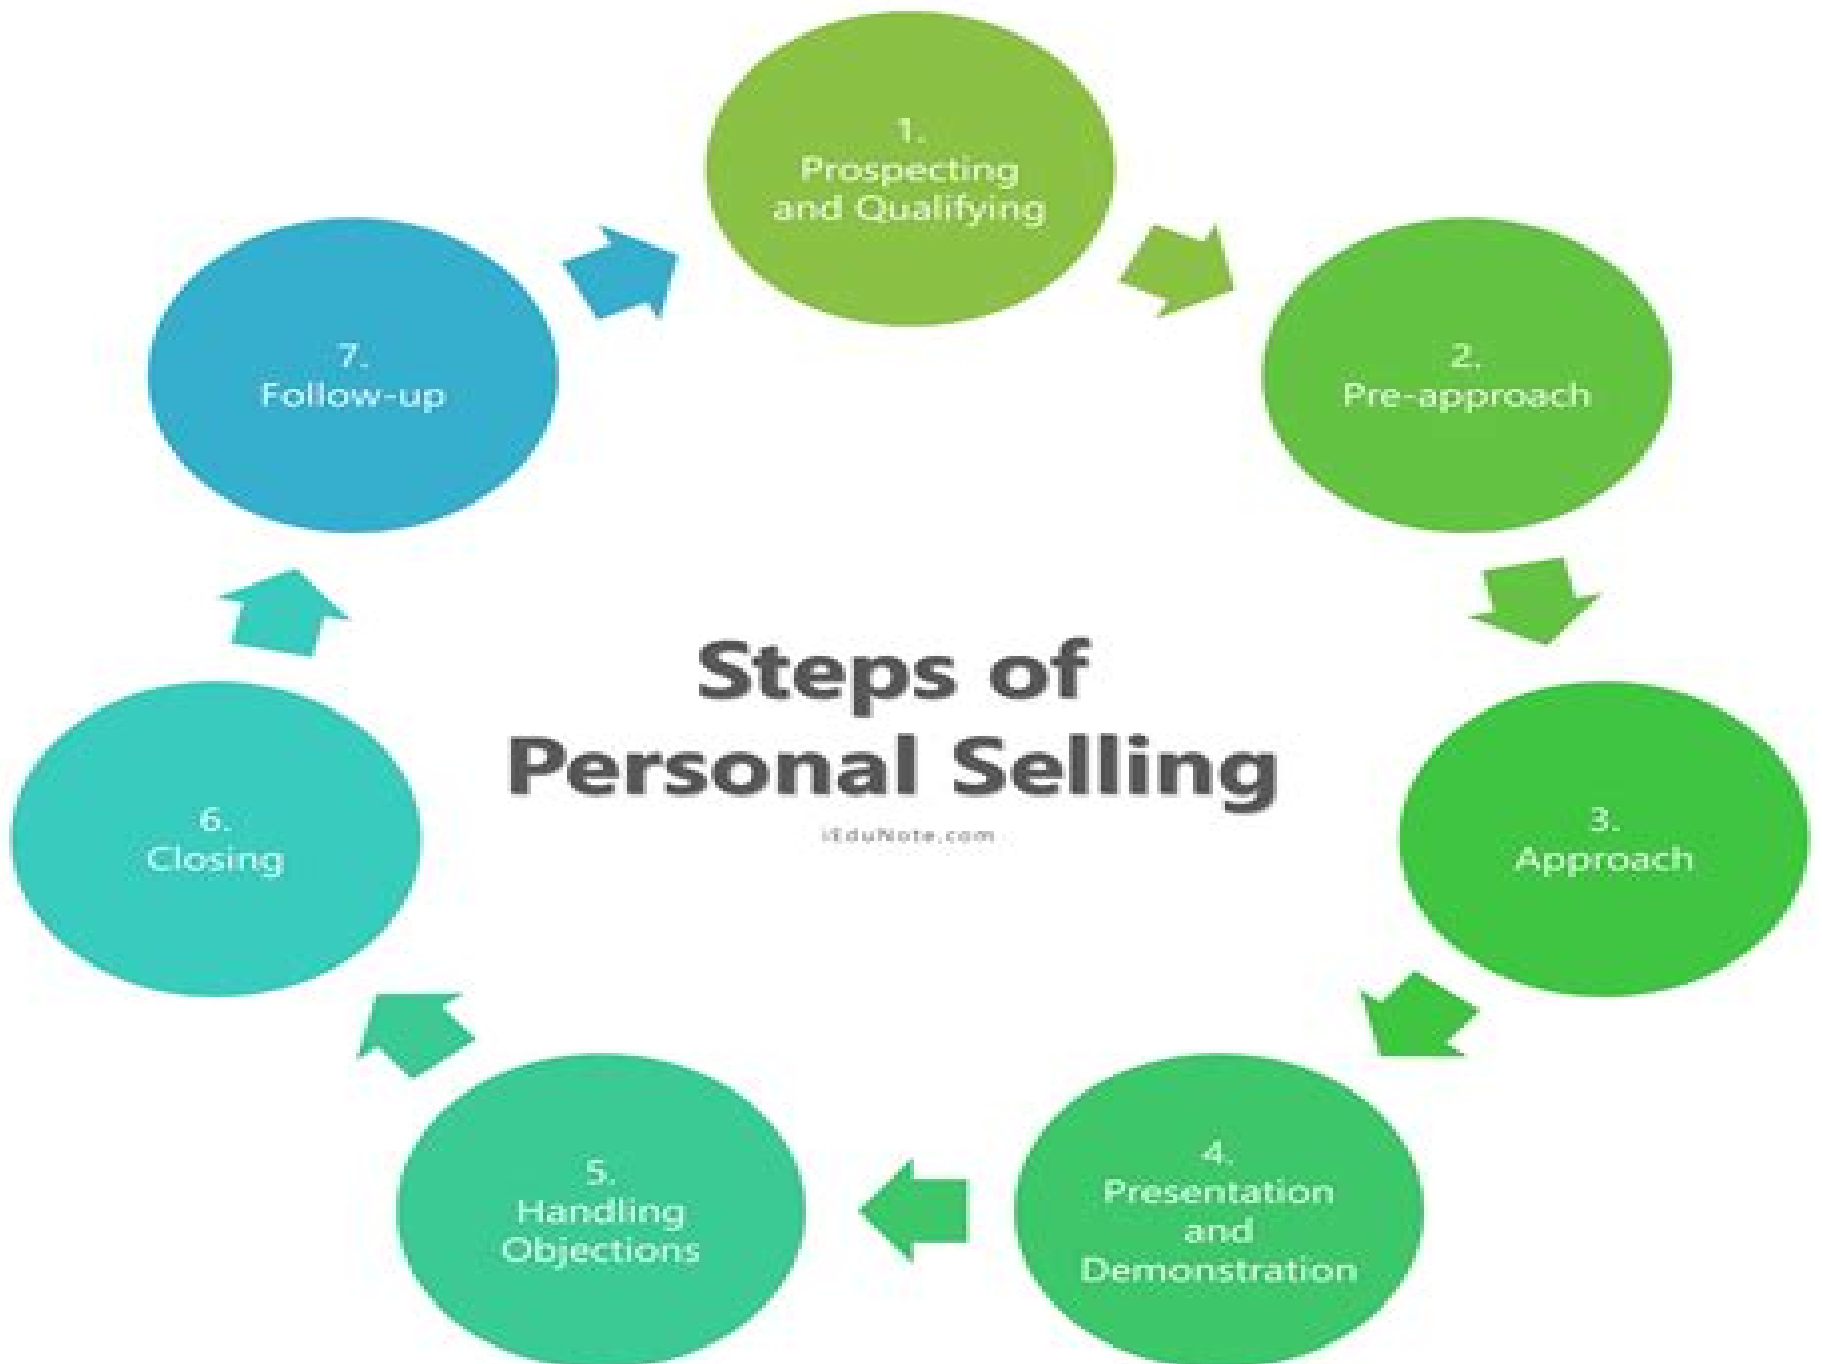 1.
Prospecting
and Qualifying
2.
Pre-approach
3.
Approach
4.
Presentation
and
Demonstration
5.
Handling
Objections
6.
Closing
7.
Follow-up
Steps of
Personal Selling
iEduNote.com